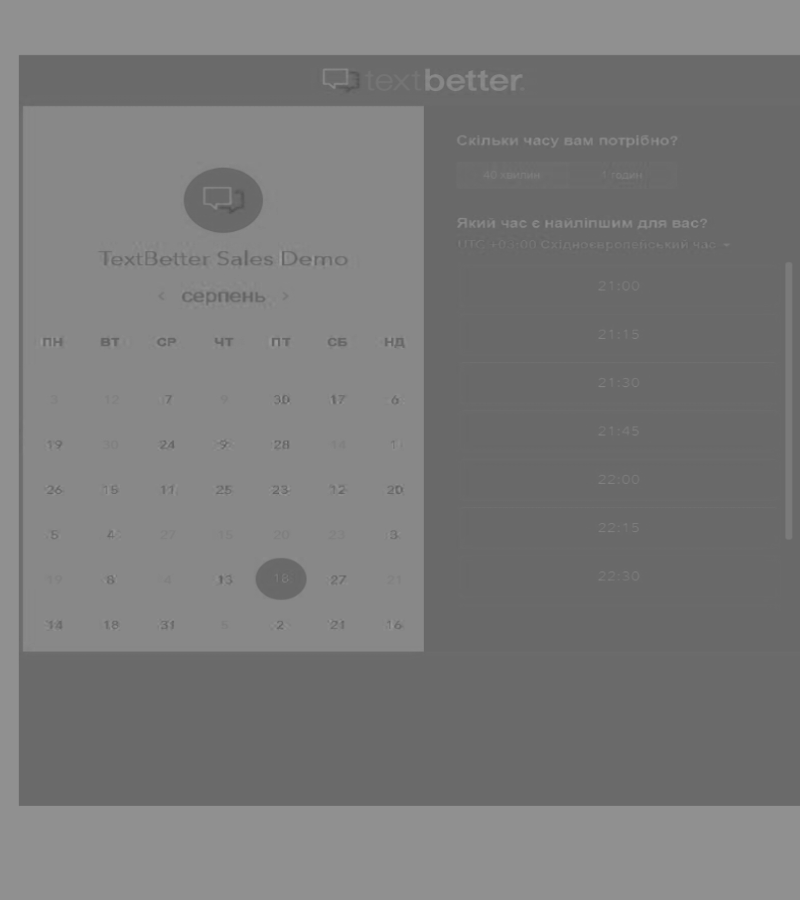 textbetter.
TextBetter Sales Demo
‹ серпень ›
ПН ВТ СР ЧТ ПТ СБ НД
3 12 7 9 30 17 6
19 30 24 9 28 14 11
26 15 11 25 23 12 20
5 4 27 13 20 23 3
8 4 13 18 27 21
14 18 31 2 21 16
Скільки часу вам потрібно?
40 хвилин 1 годин
Який час є найліпшим для вас?
UTC +03:00 Східноєвропейський час
21:00
21:15
21:30
21:45
22:00
22:15
22:30